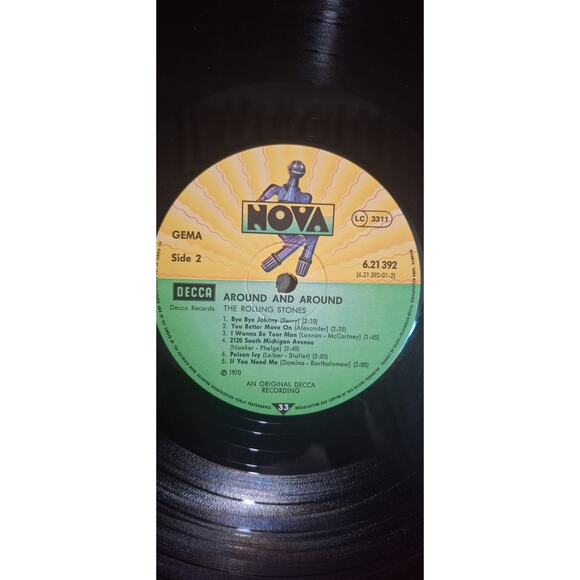 NOVA
LC 3311
GEMA
Side 2
6.21 392
(6.21 392-01-2)
DECCA
Decca Records
AROUND AND AROUND
THE ROLLING STONES
1. Bye Bye Johnny (Berry) (2:10)
2. You Better Move On (Alexander) (2:35)
3. I Wanna Be Your Man (Lennon - McCartney) (1:45)
4. 2120 South Michigan Avenue
(Nanker - Phelge) (3:40)
6. Poison Ivy (Leiber - Stoller) (2:06)
5. If You Need Me (Domino - Bartholomew) (2:00)
℗ 1970
AN ORIGINAL DECCA
RECORDING
33